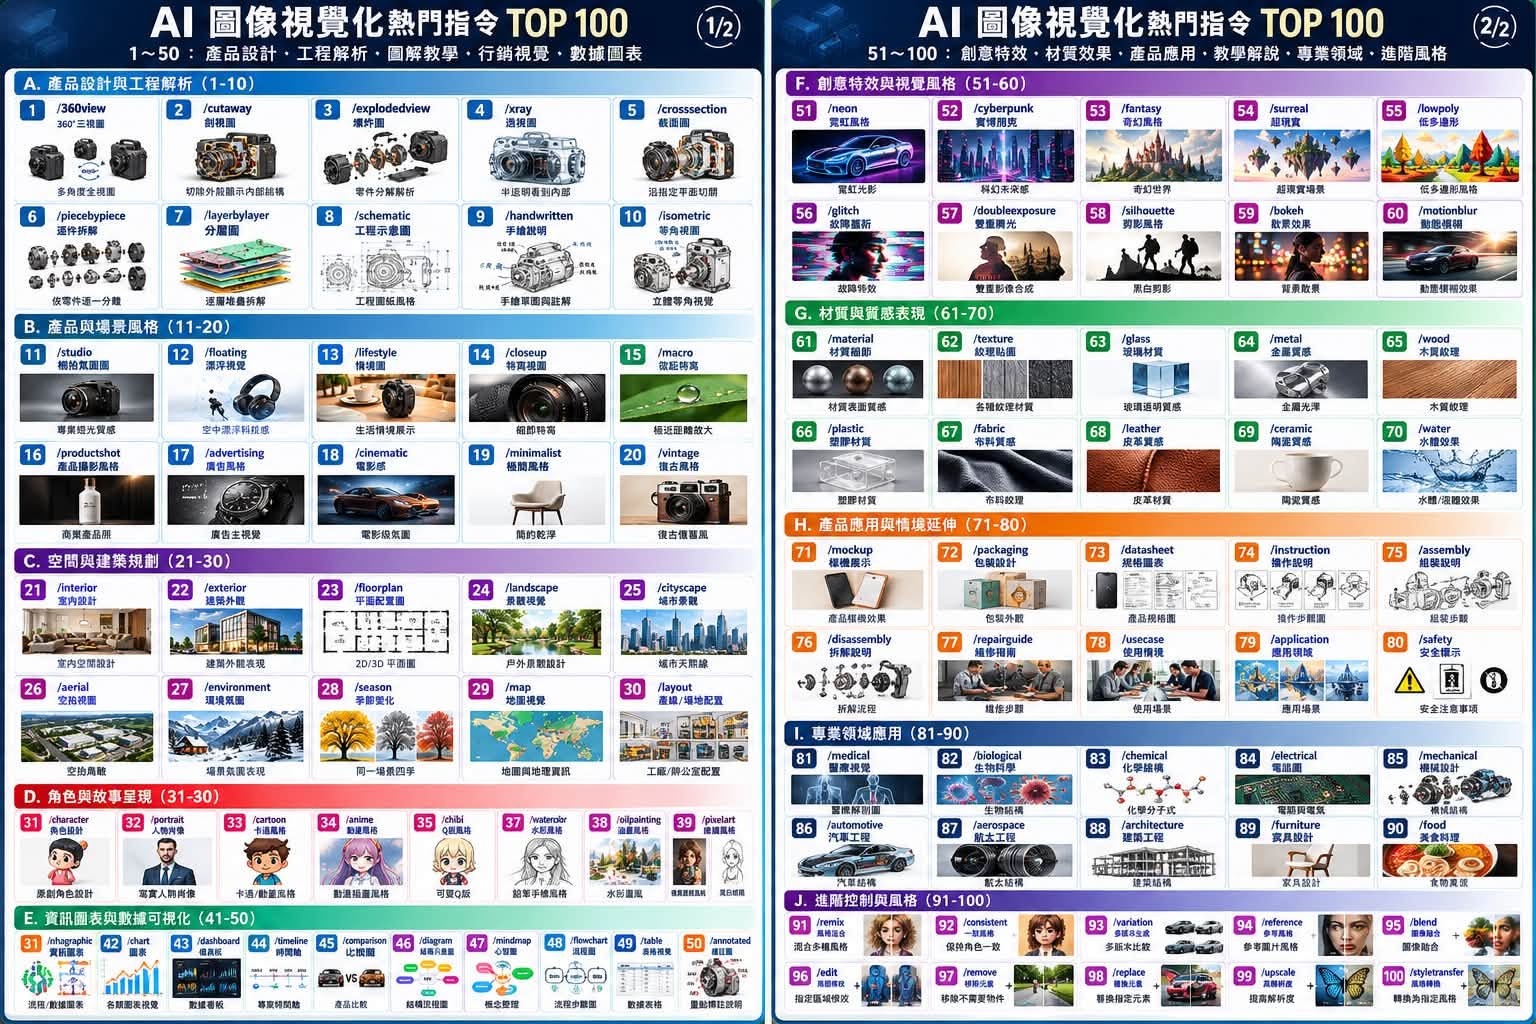 AI 圖像視覺化熱門指令 TOP 100
1/2
1～50：產品設計・工程解析・圖解教學・行銷視覺・數據圖表
A. 產品設計與工程解析（1-10）
1 /360view
360°三視圖
多角度全視圖
2 /cutaway
剖視圖
3 /explodedview
爆炸圖
零件分解解析
4 /xray
透視圖
5 /crosssection
截面圖
6 /piecebypiece
逐件拆解
7 /layerbylayer
分層圖
逐層堆疊拆解
8 /schematic
工程示意圖
工程圖紙風格
9 /handwritten
手繪說明
手繪草圖與註解
10 /isometric
等角視圖
立體等角視覺
B. 產品與場景風格（11-20）
11 /studio
專業燈光質感
12 /floating
漂浮視覺
空中漂浮科技感
13 /lifestyle
情境圖
生活情境展示
14 /closeup
特寫視圖
15 /macro
微距特寫
極近距離放大
16 /productshot
產品攝影風格
商業產品照
17 /advertising
廣告風格
廣告主視覺
18 /cinematic
電影感
電影級氛圍
19 /minimalist
極簡風格
簡約乾淨
20 /vintage
復古風格
復古懷舊風
C. 空間與建築規劃（21-30）
21 /interior
室內設計
室內空間設計
22 /exterior
建築外觀
建築外觀表現
23 /floorplan
平面配置圖
2D/3D 平面圖
24 /landscape
景觀視覺
戶外景觀設計
25 /cityscape
城市景觀
城市天際線
26 /aerial
空拍視圖
空拍鳥瞰
27 /environment
環境氛圍
場景氛圍表現
28 /season
季節變化
同一場景四季
29 /map
地圖視覺
地圖與地理資訊
30 /layout
產線/場地配置
工廠/辦公室配置
D. 角色與故事呈現（31-30）
31 /character
角色設計
原創角色設計
32 /portrait
人物肖像
寫實人物肖像
33 /cartoon
卡通風格
卡通/動畫風格
34 /anime
動漫風格
動漫插畫風格
35 /chibi
Q版風格
可愛Q版
37 /watercolor
水彩風格
鉛筆手繪風格
38 /oilpainting
油畫風格
水彩畫風
39 /pixelart
E. 資訊圖表與數據可視化（41-50）
31 /nhagraphic
資訊圖表
流程/數據圖表
42 /chart
圖表
各類圖表視覺
43 /dashboard
儀表板
數據看板
44 /timeline
時間軸
專案時間軸
45 /comparison
比較圖
VS
產品比較
46 /diagram
結構說明圖
47 /mindmap
心智圖
概念整理
48 /flowchart
流程圖
流程步驟圖
49 /table
表格視覺
數據表格
50 /annotated
標註圖
重點標註說明
AI 圖像視覺化熱門指令 TOP 100
2/2
51～100：創意特效・材質效果・產品應用・教學解說・專業領域・進階風格
F. 創意特效與視覺風格（51-60）
51 /neon
霓虹風格
霓虹光影
52 /cyberpunk
賽博朋克
科幻未來感
53 /fantasy
奇幻風格
奇幻世界
54 /surreal
超現實
超現實場景
55 /lowpoly
低多邊形
低多邊形風格
56 /glitch
故障藝術
故障特效
57 /doubleexposure
雙重曝光
雙重影像合成
58 /silhouette
剪影風格
黑白剪影
59 /bokeh
散景效果
背景散景
60 /motionblur
動態模糊
動態模糊效果
G. 材質與質感表現（61-70）
61 /material
材質細節
材質表面質感
62 /texture
紋理貼圖
各種紋理材質
63 /glass
玻璃材質
玻璃透明質感
64 /metal
金屬質感
金屬光澤
65 /wood
木質紋理
木質紋理
66 /plastic
塑膠材質
塑膠材質
67 /fabric
布料質感
布料紋理
68 /leather
皮革質感
皮革材質
69 /ceramic
陶瓷質感
陶瓷質感
70 /water
水體效果
水體/液體效果
H. 產品應用與情境延伸（71-80）
71 /mockup
樣機展示
產品樣機效果
72 /packaging
包裝設計
包裝外觀
73 /datasheet
規格圖表
產品規格圖
74 /instruction
操作說明
操作步驟圖
75 /assembly
組裝說明
組裝步驟
76 /disassembly
拆解說明
拆解流程
77 /repairguide
維修指南
維修步驟
78 /usecase
使用情境
使用場景
79 /application
應用領域
應用場景
80 /safety
安全標示
安全注意事項
I. 專業領域應用（81-90）
81 /medical
醫療視覺
醫療解剖圖
82 /biological
生物科學
生物結構
83 /chemical
化學結構
化學分子式
84 /electrical
電路圖
電路與電氣
85 /mechanical
機械設計
機械結構
86 /automotive
汽車工程
汽車結構
87 /aerospace
航太工程
航太結構
88 /architecture
建築工程
建築結構
89 /furniture
家具設計
家具設計
90 /food
美食料理
食物質感
J. 進階控制與風格（91-100）
91 /remix
風格混合
混合多種風格
92 /consistent
一致風格
保持角色一致
93 /variation
多版本生成
多版本比較
94 /reference
參考風格
參考圖片風格
95 /blend
圖像融合
圖像融合
96 /edit
局部修改
指定區域修改
97 /remove
移除元素
移除不需要物件
98 /replace
替換元素
替換指定元素
99 /upscale
高解析度
提高解析度
100 /styletransfer
風格轉換
轉換為指定風格